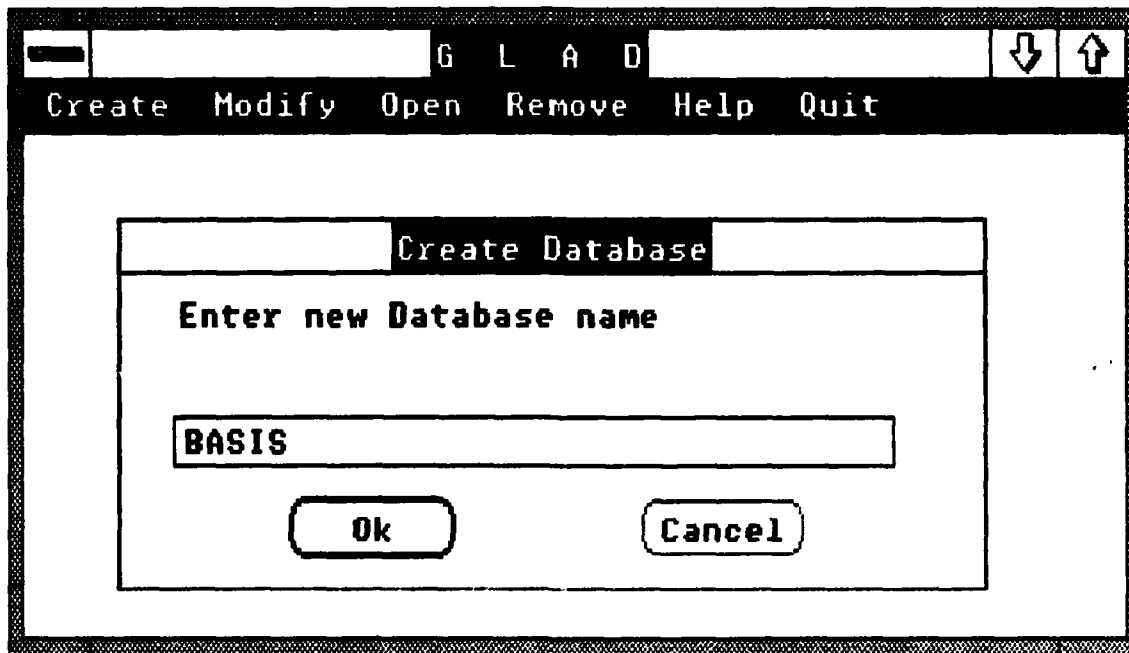 G L A D
Create Modify Open Remove Help Quit
Create Database
Enter new Database name
BASIS
Ok Cancel